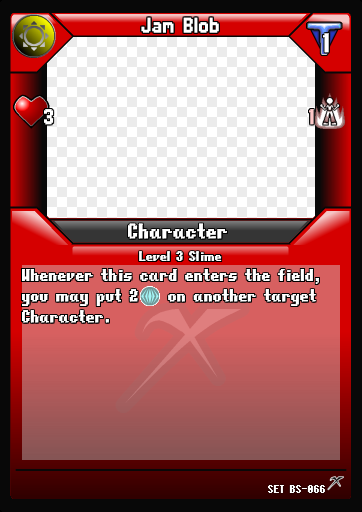 Jam Blob
1
3
1
Character
Level 3 Slime
Whenever this card enters the field,
you may put 2 on another target
Character.
SET BS-066